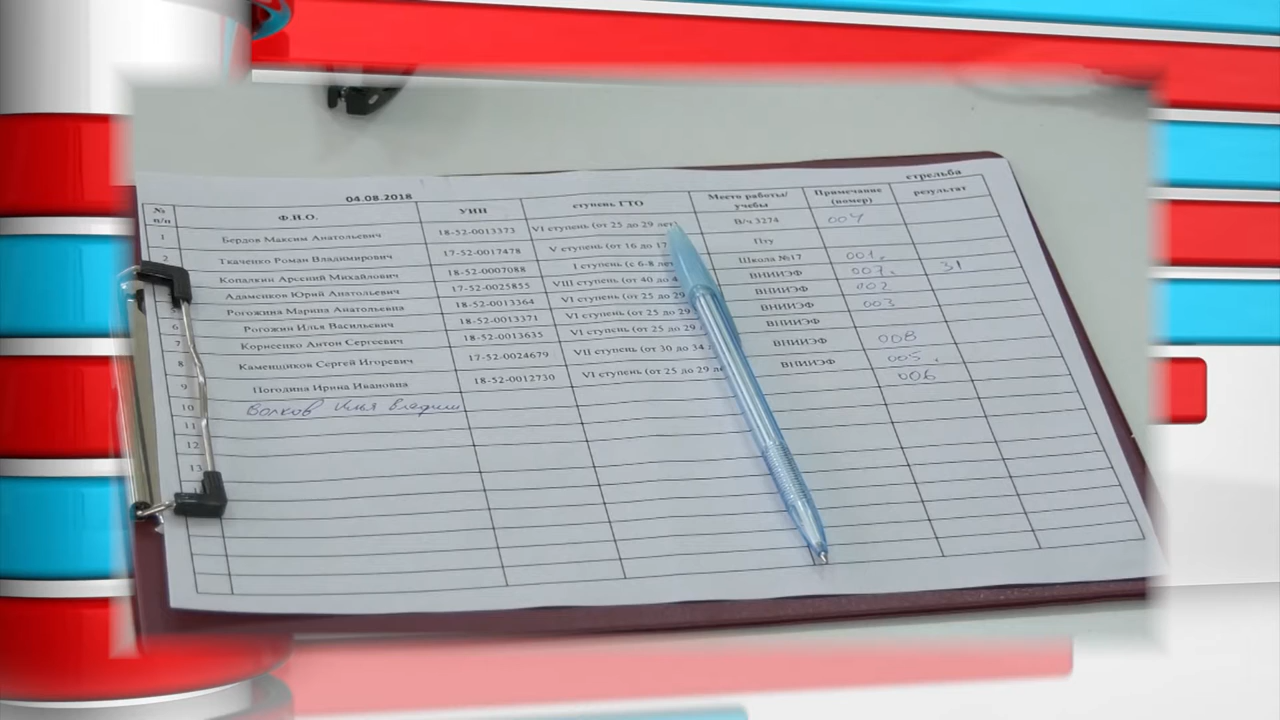 04.08.2018 стрельба
№ п/п Ф.И.О. УИН ступень ГТО Место работы/учебы Примечание (номер) результат
1 Бердов Максим Анатольевич 18-52-0013373 VI ступень (от 25 до 29 лет) В/ч 3274 004
2 Ткаченко Роман Владимирович 17-52-0017478 V ступень (от 16 до 17 Пту
Копалкин Арсений Михайлович 18-52-0007088 I ступень (с 6-8 лет Школа №17 001.
Адамсиков Юрий Анатольевич 17-52-0025855 VIII ступень (от 40 до 4 ВНИИЭФ 007. 31
Рогожина Марина Анатольевна 18-52-0013364 VI ступень (от 25 до 29 ВНИИЭФ 002
6 Рогожин Илья Васильевич 18-52-0013371 VI ступень (от 25 до 29 ВНИИЭФ 003
7 Корнеенко Антон Сергеевич 18-52-0013635 VI ступень (от 25 до 29 ВНИИЭФ
8 Каменщиков Сергей Игоревич 17-52-0024679 VII ступень (от 30 до 34 ВНИИЭФ 008
9 Погодина Ирина Ивановна 18-52-0012730 VI ступень (от 25 до 29 ле ВНИИЭФ 005.
10 Волков Илья Владим 006
11
12
13